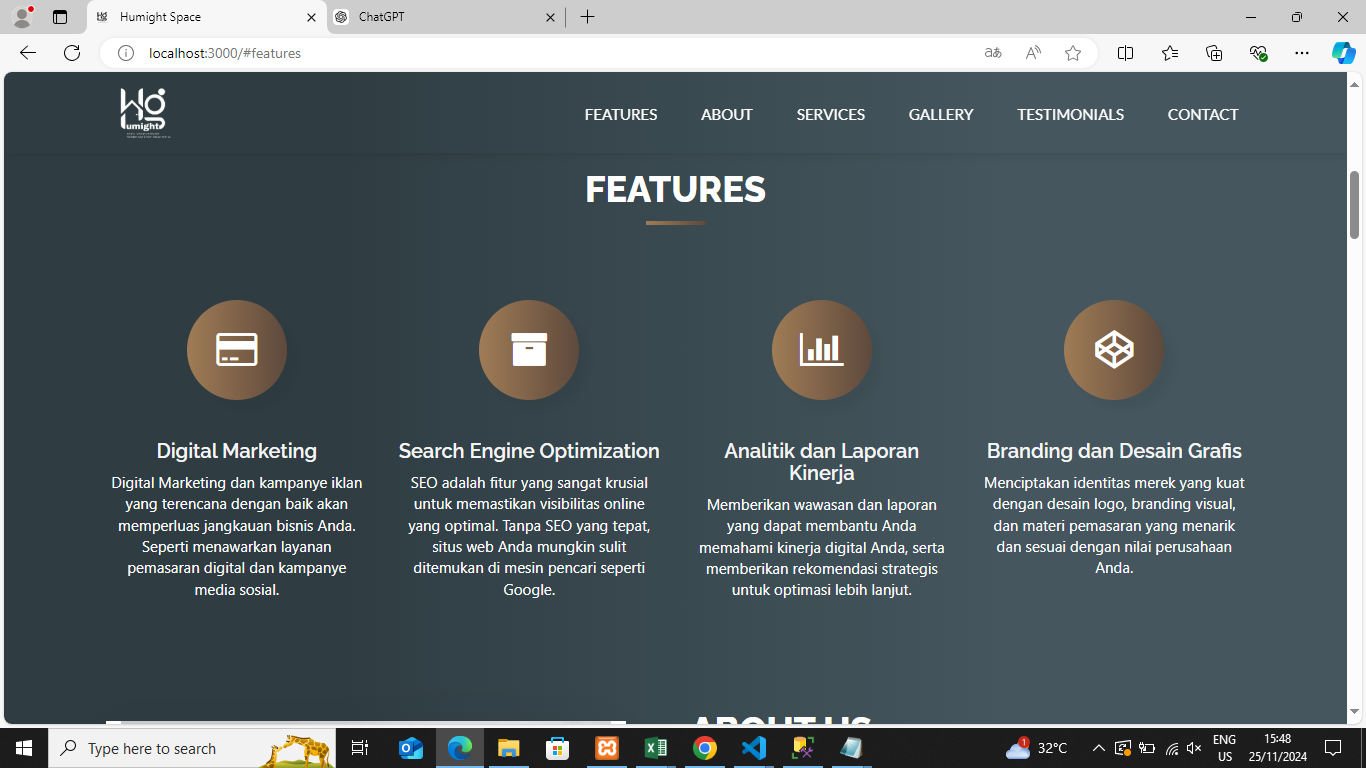 Humight Space
ChatGPT
localhost:3000/#features
umight
FEATURES ABOUT SERVICES GALLERY TESTIMONIALS CONTACT
FEATURES
Digital Marketing
Digital Marketing dan kampanye iklan
yang terencana dengan baik akan
memperluas jangkauan bisnis Anda.
Seperti menawarkan layanan
pemasaran digital dan kampanye
media sosial.
Search Engine Optimization
SEO adalah fitur yang sangat krusial
untuk memastikan visibilitas online
yang optimal. Tanpa SEO yang tepat,
situs web Anda mungkin sulit
ditemukan di mesin pencari seperti
Google.
Analitik dan Laporan
Kinerja
Memberikan wawasan dan laporan
yang dapat membantu Anda
memahami kinerja digital Anda, serta
memberikan rekomendasi strategis
untuk optimasi lebih lanjut.
Branding dan Desain Grafis
Menciptakan identitas merek yang kuat
dengan desain logo, branding visual,
dan materi pemasaran yang menarik
dan sesuai dengan nilai perusahaan
Anda.
ABOUT US
Type here to search
1
32°C
ENG
US
15:48
25/11/2024